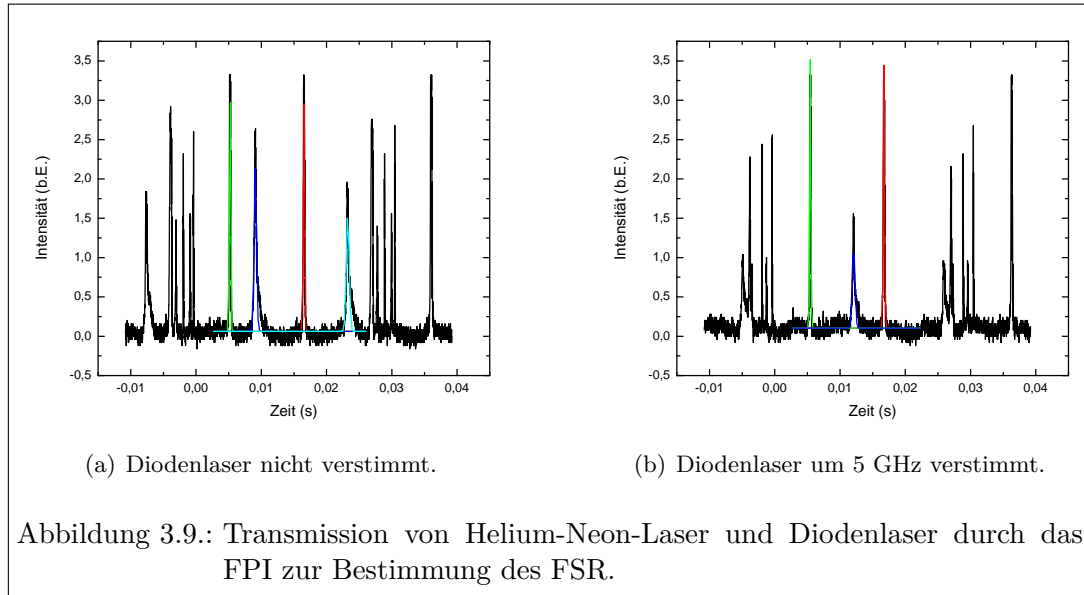 3,5
3,0
2,5
2,0
1,5
1,0
0,5
0,0
-0,5
Intensität (b.E.)
-0,01 0,00 0,01 0,02 0,03 0,04
Zeit (s)
(a) Diodenlaser nicht verstimmt.
3,5
3,0
2,5
2,0
1,5
1,0
0,5
0,0
-0,5
Intensität (b.E.)
-0,01 0,00 0,01 0,02 0,03 0,04
Zeit (s)
(b) Diodenlaser um 5 GHz verstimmt.
Abbildung 3.9.: Transmission von Helium-Neon-Laser und Diodenlaser durch das
FPI zur Bestimmung des FSR.